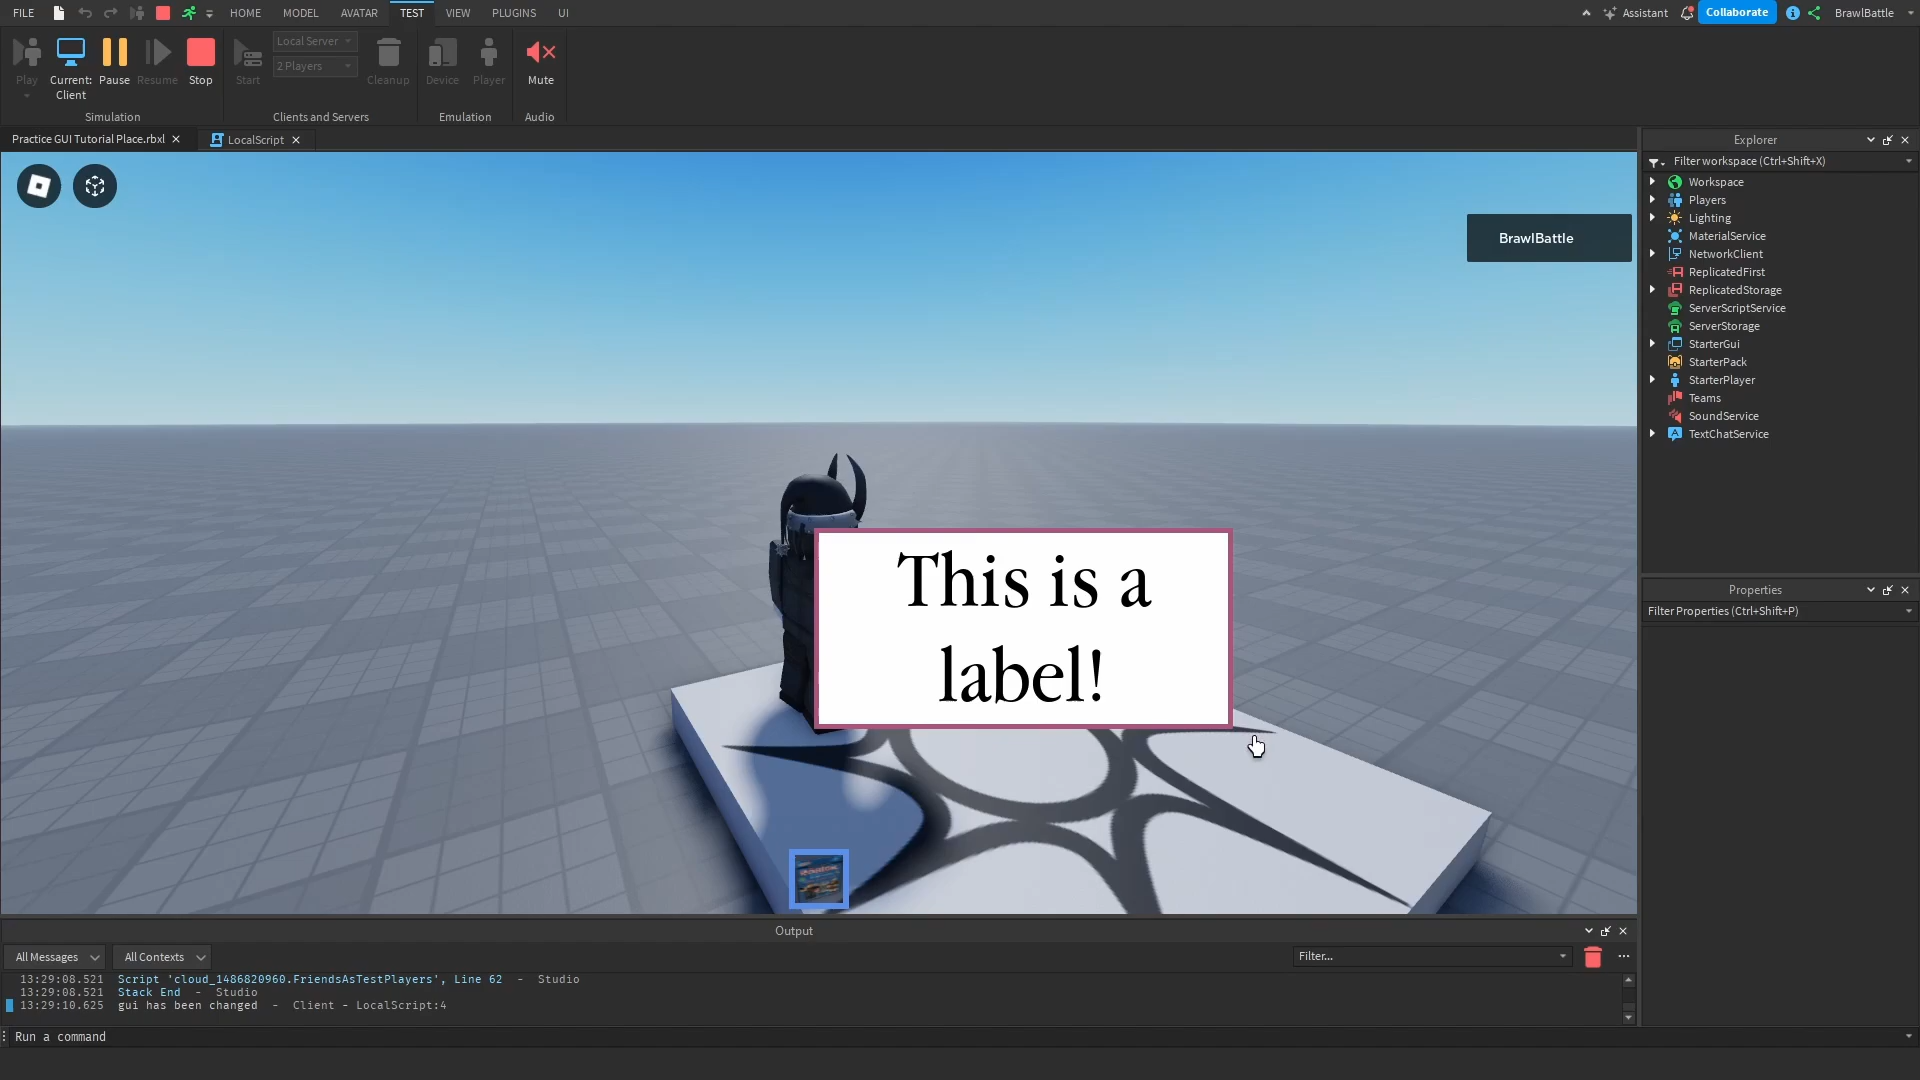 FILE
HOME
MODEL
AVATAR
TEST
VIEW
PLUGINS
UI
Assistant
Collaborate
BrawlBattle
Play
Current:
Client
Pause
Resume
Stop
Start
Local Server
2 Players
Cleanup
Device
Player
Mute
Simulation
Clients and Servers
Emulation
Audio
Practice GUI Tutorial Place.rbxl
LocalScript
Explorer
Filter workspace (Ctrl+Shift+X)
Workspace
Players
Lighting
MaterialService
NetworkClient
ReplicatedFirst
ReplicatedStorage
ServerScriptService
ServerStorage
StarterGui
StarterPack
StarterPlayer
Teams
SoundService
TextChatService
Properties
Filter Properties (Ctrl+Shift+P)
BrawlBattle
This is a
label!
Output
All Messages
All Contexts
Filter...
13:29:08.521 Script 'cloud_1486820960.FriendsAsTestPlayers', Line 62 - Studio
13:29:08.521 Stack End - Studio
13:29:10.625 gui has been changed - Client - LocalScript:4
Run a command